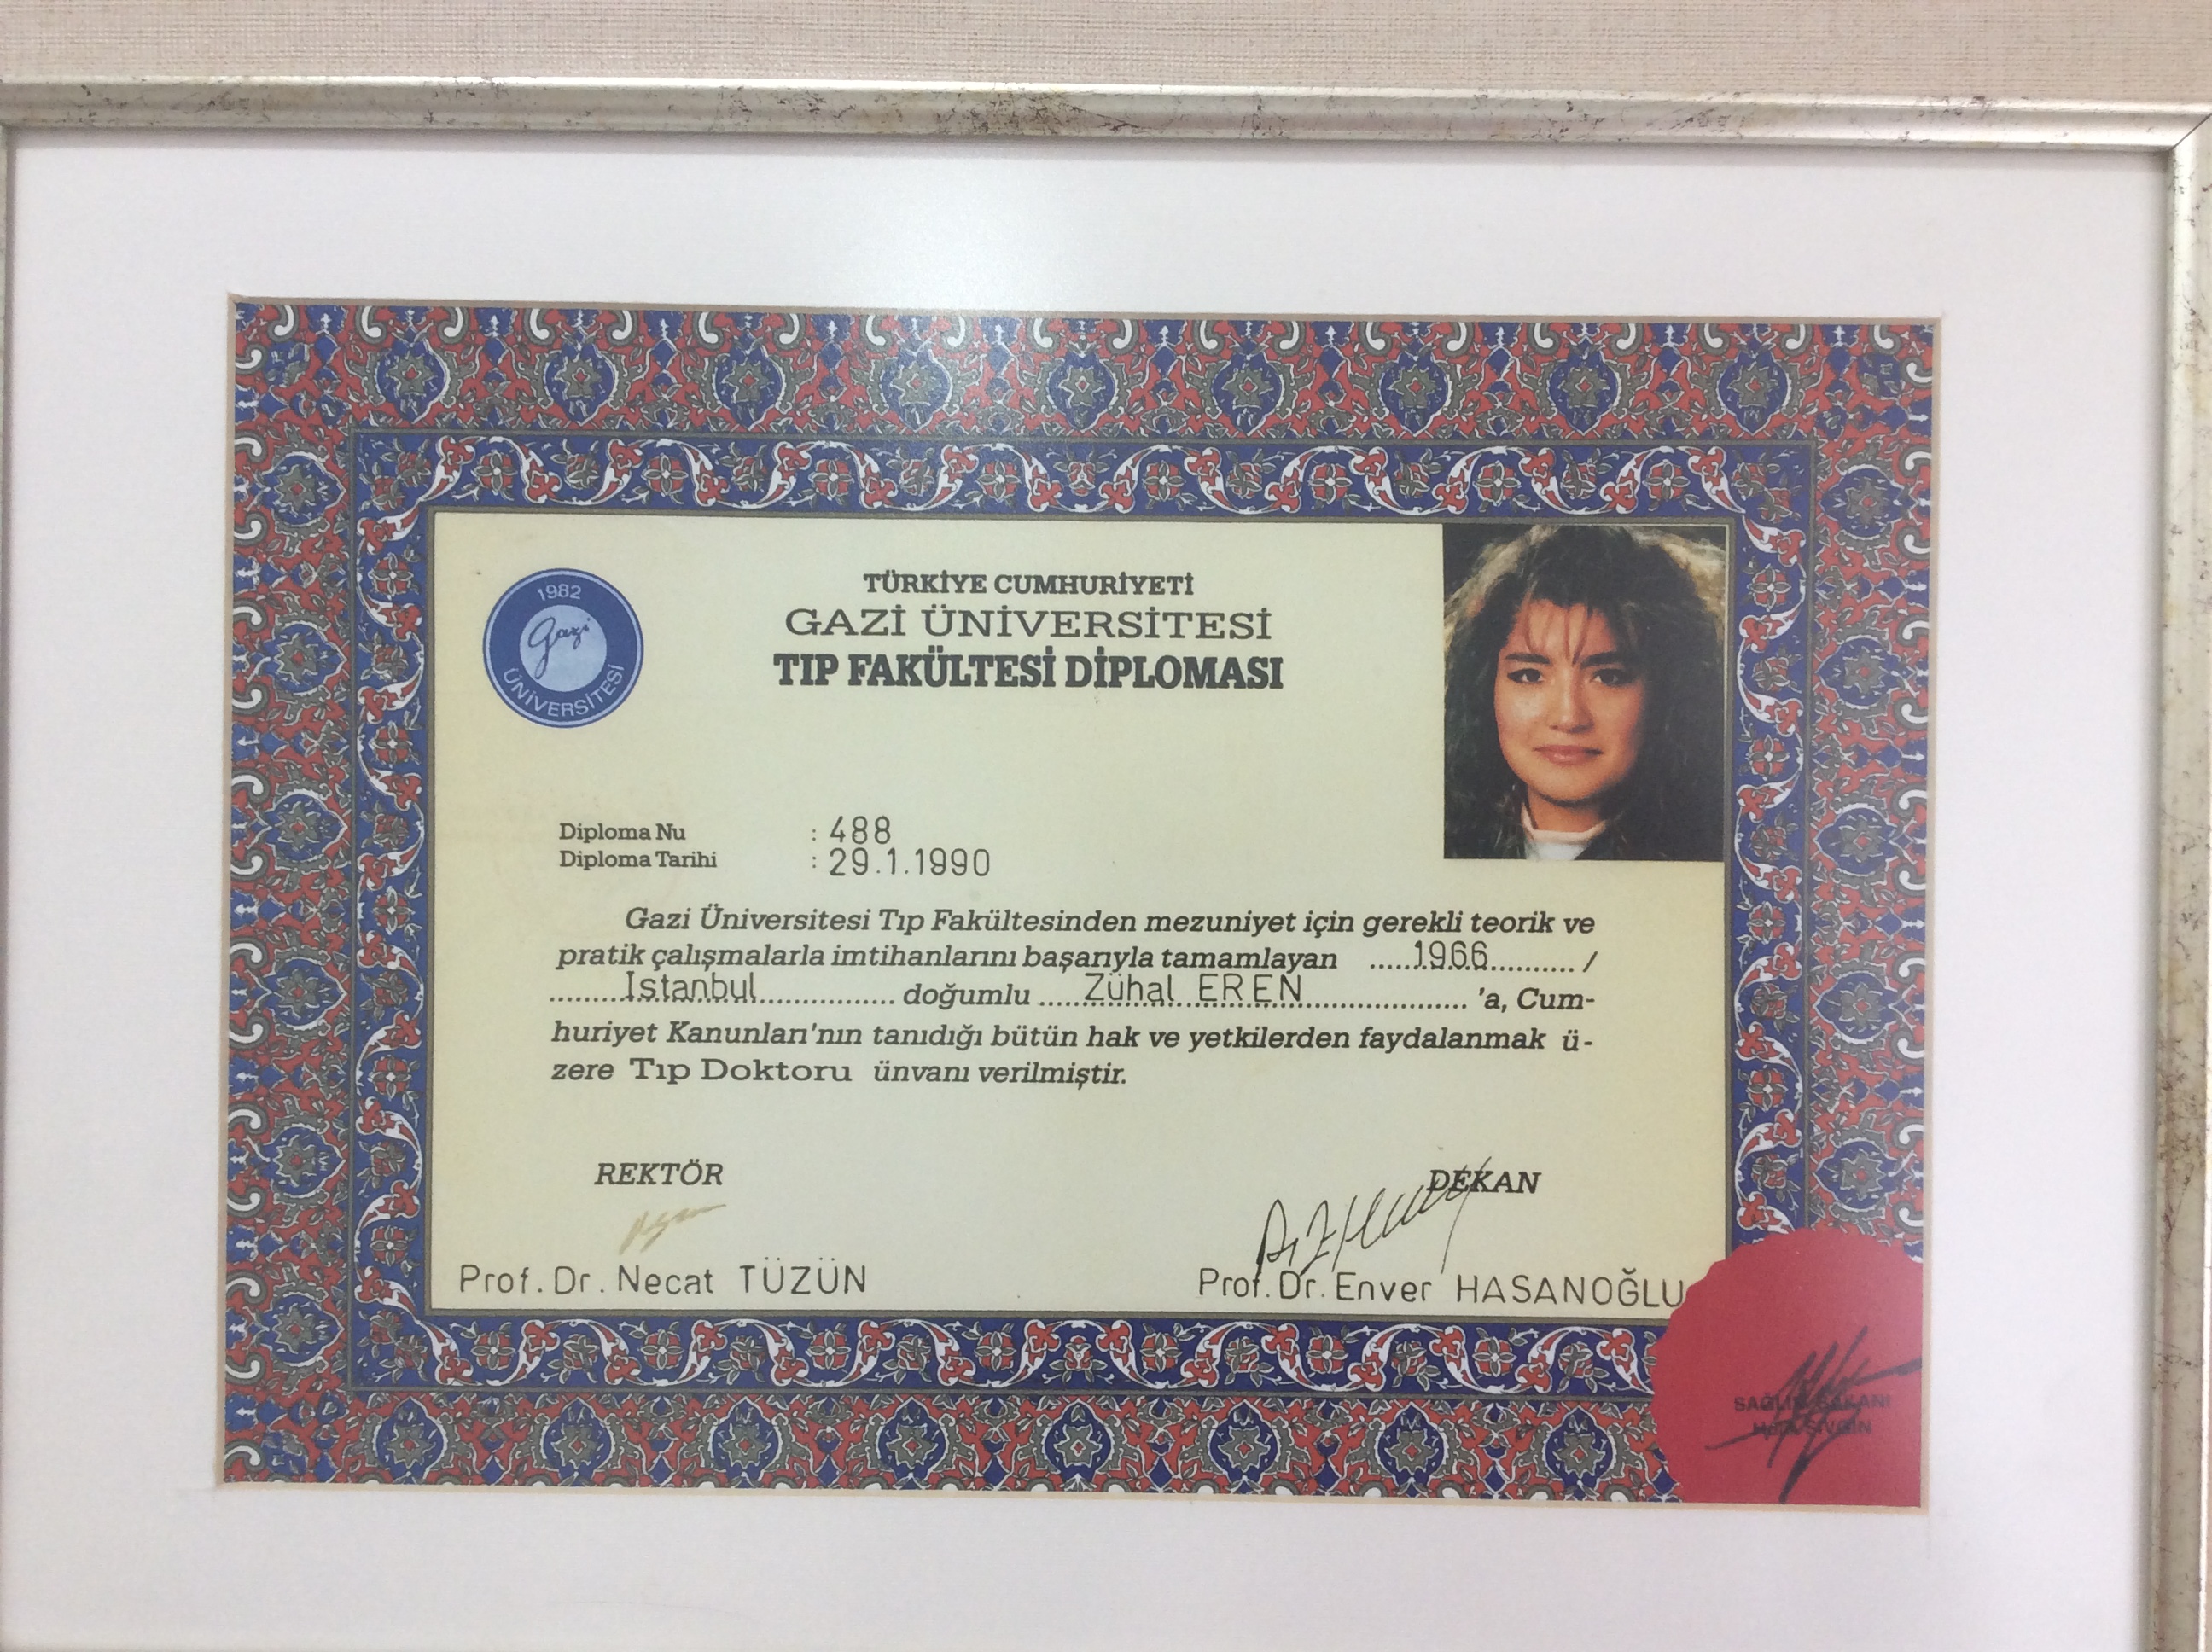 1982
Gazi
ÜNİVERSİTESİ
TÜRKİYE CUMHURİYETİ
GAZİ ÜNİVERSİTESİ
TIP FAKÜLTESİ DİPLOMASI
Diploma Nu : 488
Diploma Tarihi : 29.1.1990
Gazi Üniversitesi Tıp Fakültesinden mezuniyet için gerekli teorik ve
pratik çalışmalarla imtihanlarını başarıyla tamamlayan ......1966.......... /
.........İstanbul................ doğumlu .....Zühal EREN.................... 'a, Cum-
huriyet Kanunları'nın tanıdığı bütün hak ve yetkilerden faydalanmak ü-
zere Tıp Doktoru ünvanı verilmiştir.
REKTÖR DEKAN
Prof. Dr. Necat TÜZÜN Prof. Dr. Enver HASANOĞLU
SAĞLIK BAKANI